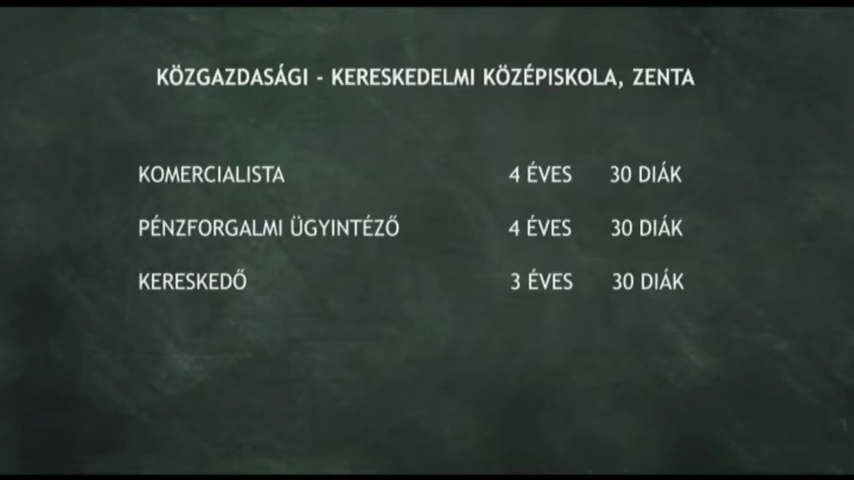 KÖZGAZDASÁGI - KERESKEDELMI KÖZÉPISKOLA, ZENTA
KOMERCIALISTA 4 ÉVES 30 DIÁK
PÉNZFORGALMI ÜGYINTÉZŐ 4 ÉVES 30 DIÁK
KERESKEDŐ 3 ÉVES 30 DIÁK